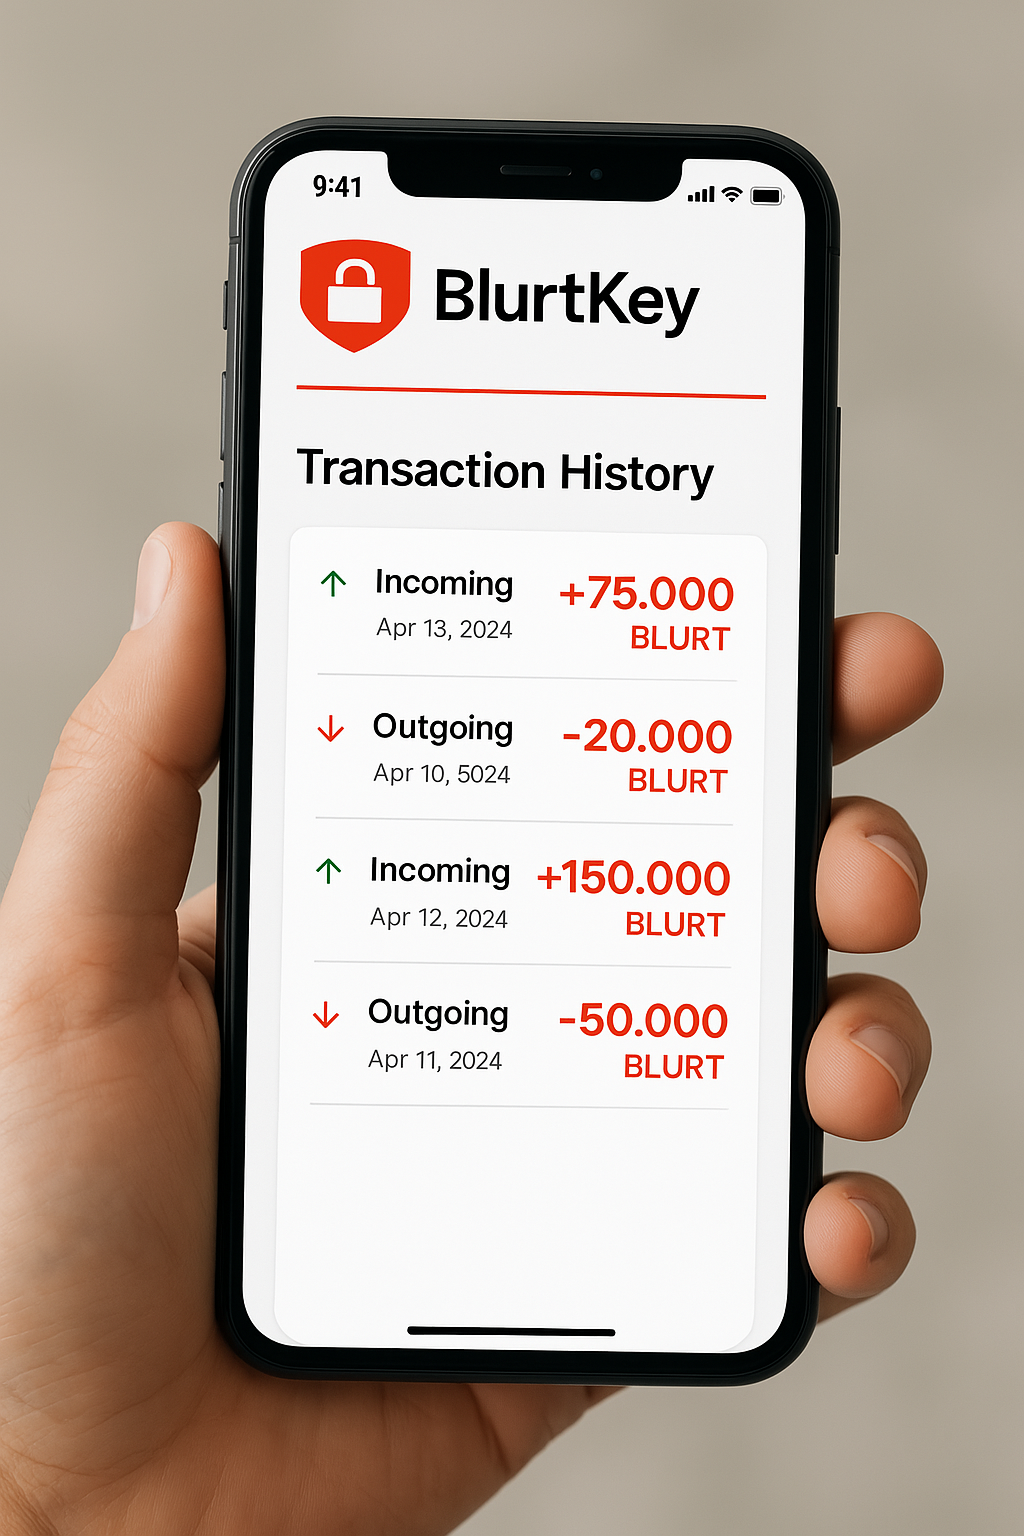 9:41
BlurtKey
Transaction History
Incoming
+75.000
Apr 13, 2024
BLURT
Outgoing
-20.000
Apr 10, 5024
BLURT
Incoming
+150.000
Apr 12, 2024
BLURT
Outgoing
-50.000
Apr 11, 2024
BLURT